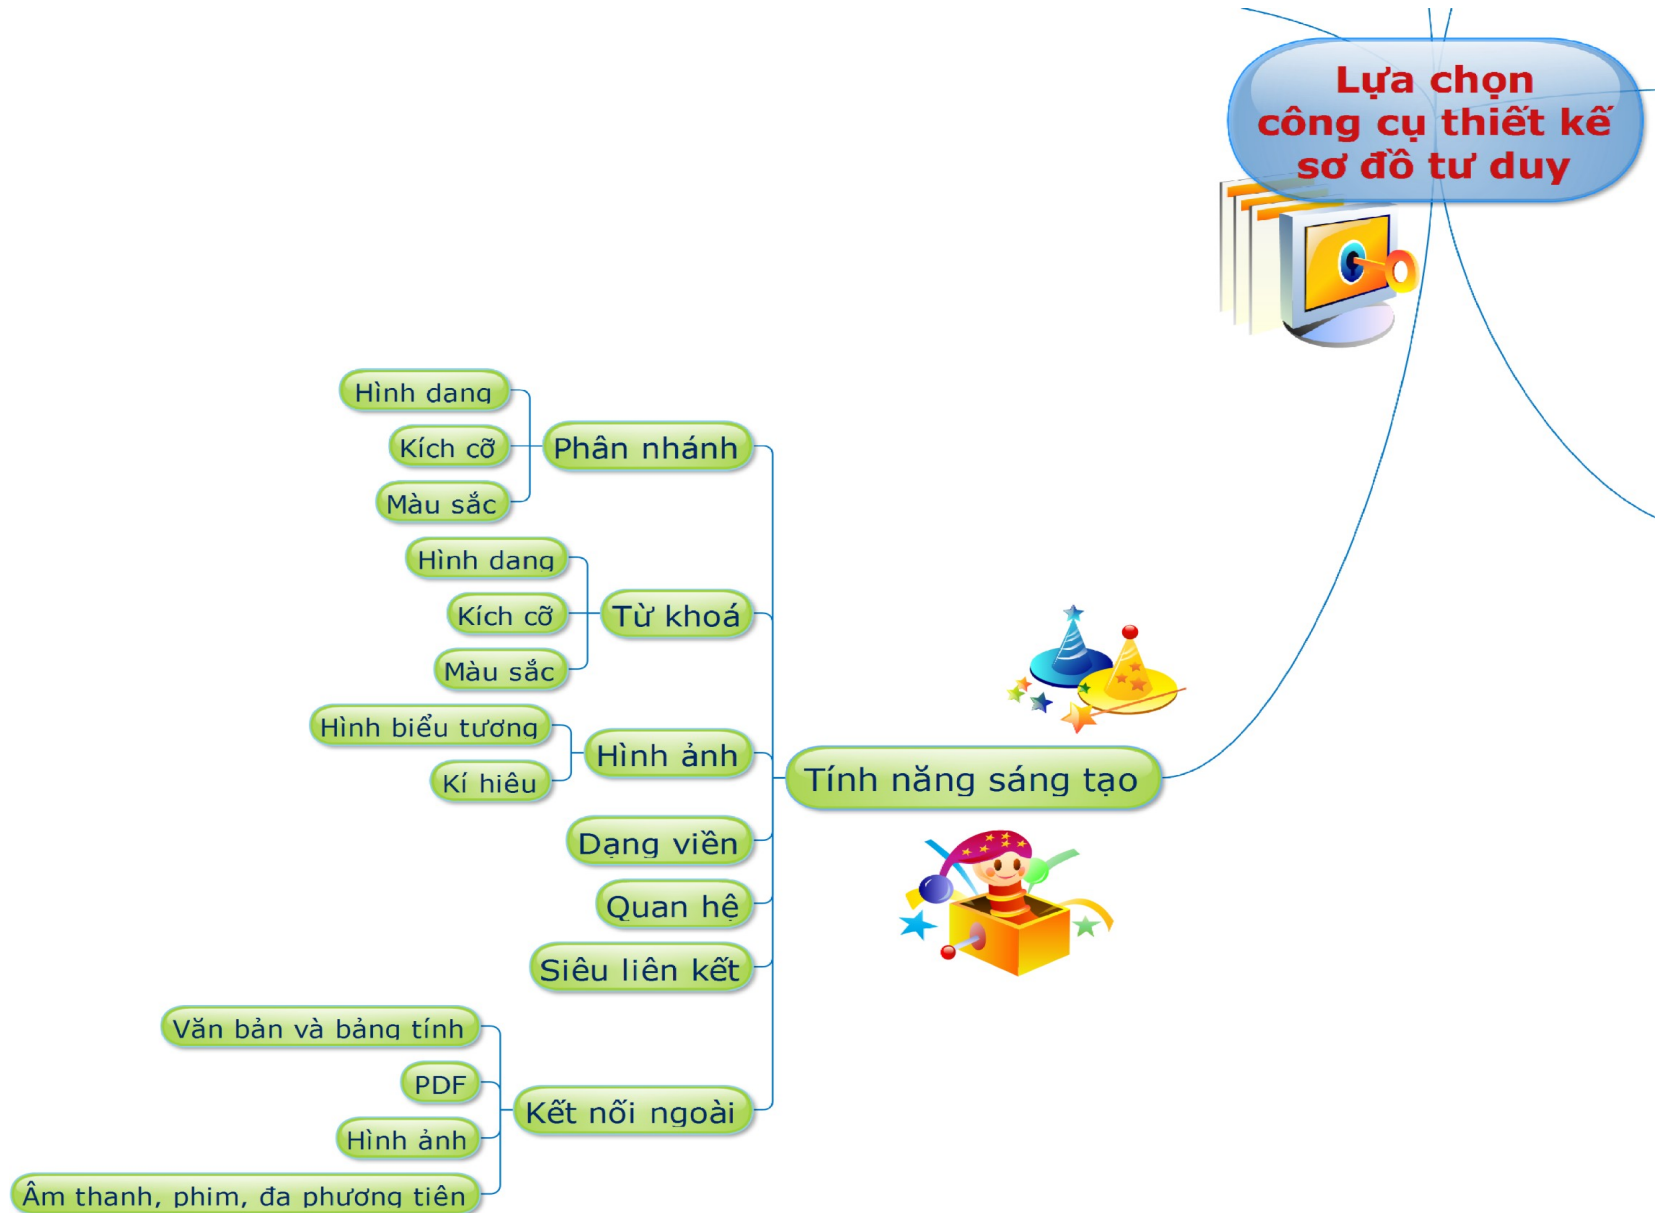 Lựa chọn
công cụ thiết kế
sơ đồ tư duy
Hình dạng
Kích cỡ
Màu sắc
Phân nhánh
Hình dạng
Kích cỡ
Màu sắc
Từ khoá
Hình biểu tượng
Kí hiệu
Hình ảnh
Tính năng sáng tạo
Dạng viền
Quan hệ
Siêu liên kết
Văn bản và bảng tính
PDF
Hình ảnh
Âm thanh, phim, đa phương tiện
Kết nối ngoài